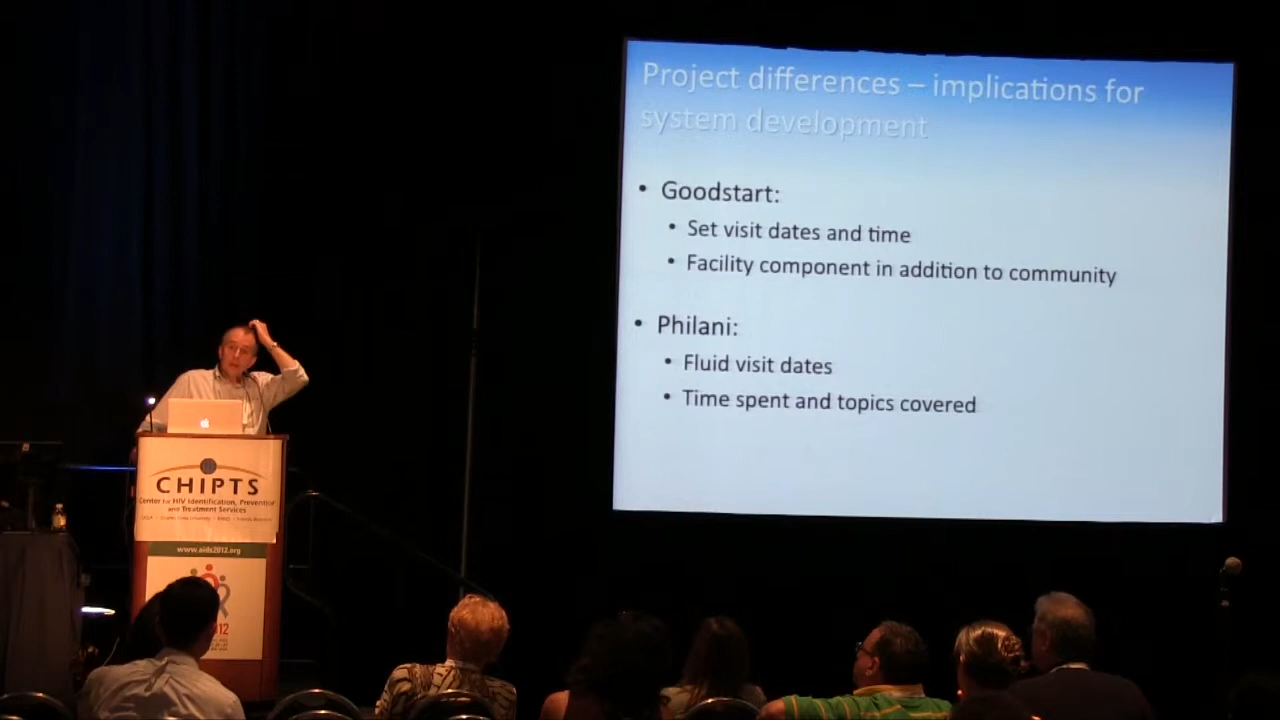 Project differences – implications for
system development
• Goodstart:
• Set visit dates and time
• Facility component in addition to community
• Philani:
• Fluid visit dates
• Time spent and topics covered
CHIPTS
Center for HIV Identification, Prevention
and Treatment Services
www.aids2012.org